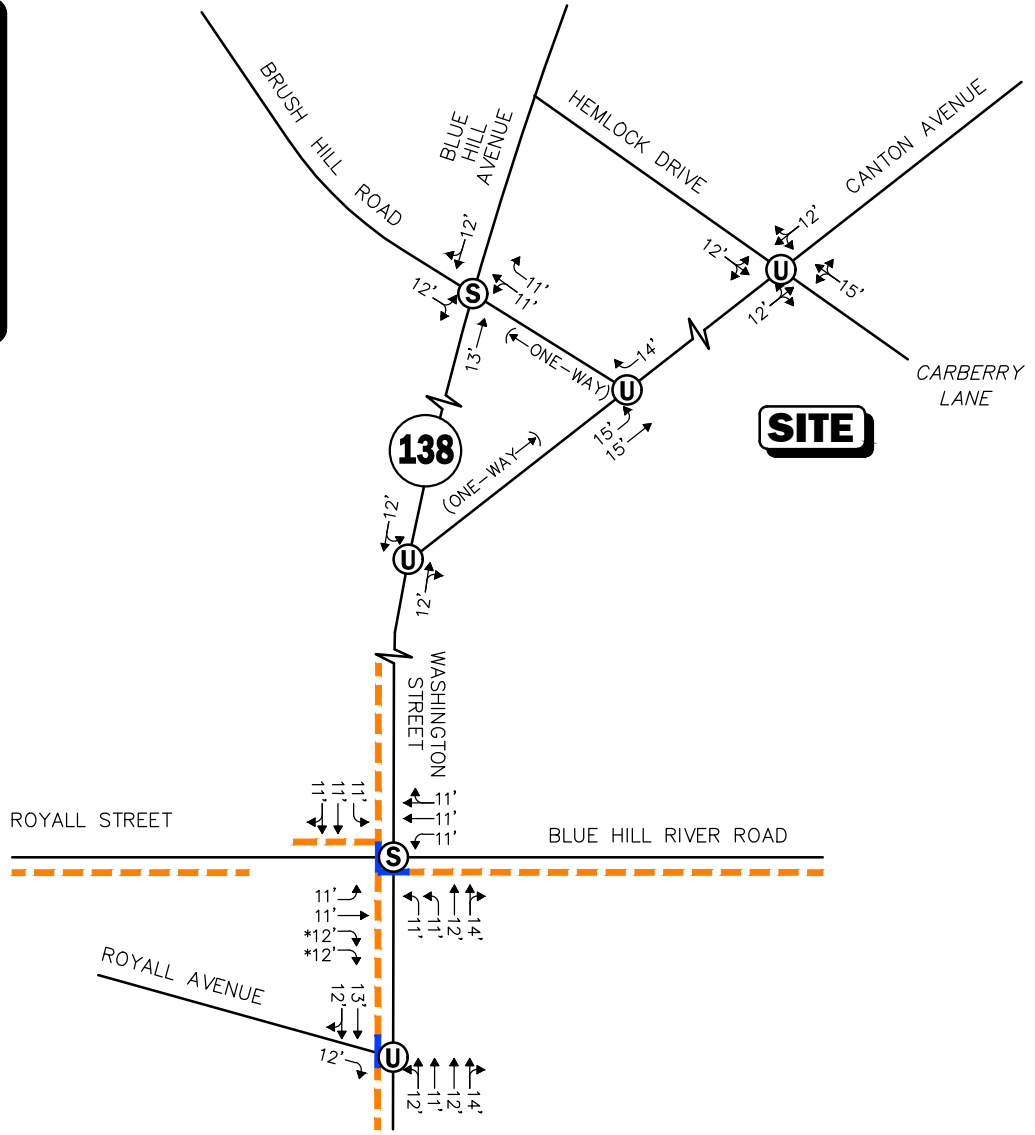 BRUSH HILL ROAD
BLUE
HILL
AVENUE
HEMLOCK DRIVE
CANTON AVENUE
12'
12'
12'
15'
12'
12'
12'
11'
11'
13'
S
U
(ONE-WAY)
14'
U
15'
15'
CARBERRY
LANE
SITE
138
(ONE-WAY)
12'
U
12'
WASHINGTON
STREET
11'
11'
11'
11'
11'
11'
ROYALL STREET
BLUE HILL RIVER ROAD
S
11'
11'
*12'
*12'
11'
11'
12'
14'
ROYALL AVENUE
12'
13'
12'
U
12'
11'
12'
14'